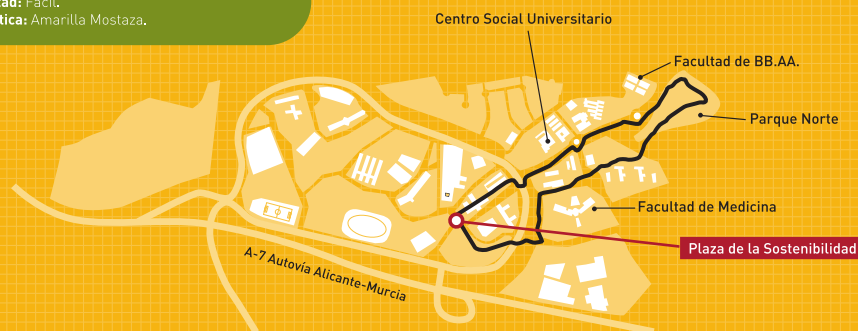 tad: Fácil.
tica: Amarilla Mostaza.
Centro Social Universitario
Facultad de BB.AA.
Parque Norte
Facultad de Medicina
Plaza de la Sostenibilidad
A-7 Autovía Alicante-Murcia